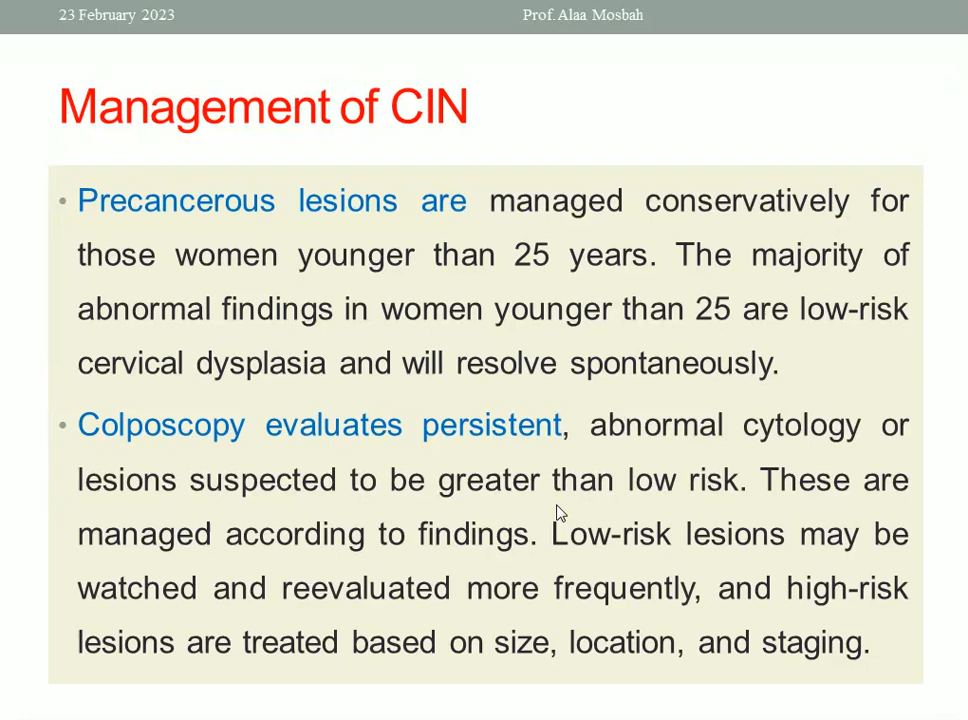 23 February 2023
Prof. Alaa Mosbah
Management of CIN
• Precancerous lesions are managed conservatively for
those women younger than 25 years. The majority of
abnormal findings in women younger than 25 are low-risk
cervical dysplasia and will resolve spontaneously.
• Colposcopy evaluates persistent, abnormal cytology or
lesions suspected to be greater than low risk. These are
managed according to findings. Low-risk lesions may be
watched and reevaluated more frequently, and high-risk
lesions are treated based on size, location, and staging.